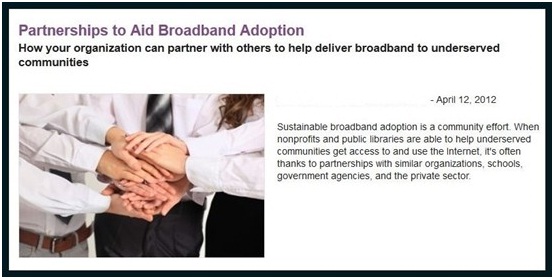 Partnerships to Aid Broadband Adoption
How your organization can partner with others to help deliver broadband to underserved
communities
- April 12, 2012
Sustainable broadband adoption is a community effort. When
nonprofits and public libraries are able to help underserved
communities get access to and use the Internet, it's often
thanks to partnerships with similar organizations, schools,
government agencies, and the private sector.